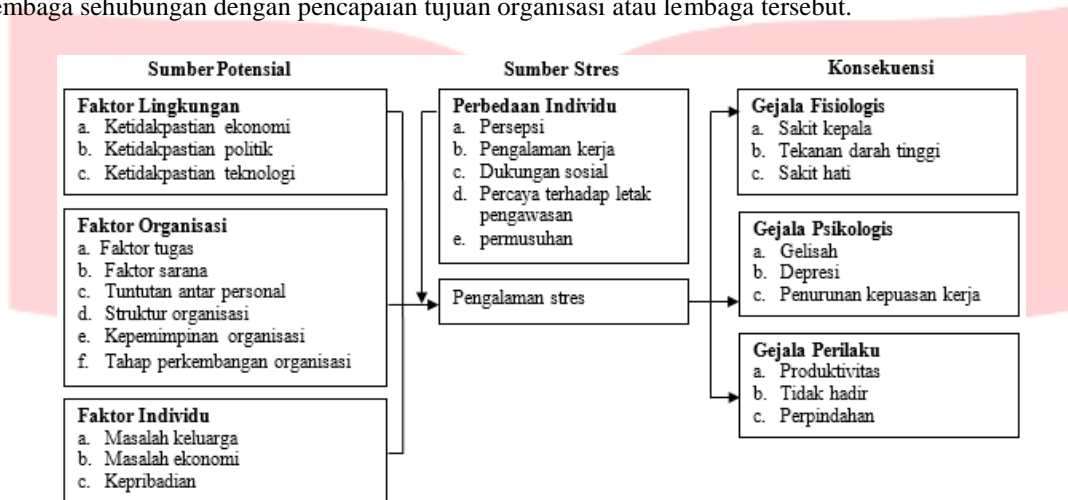 embaga sehubungan dengan pencapaian tujuan organisasi atau lembaga tersebut.
Sumber Potensial
Faktor Lingkungan
a. Ketidakpastian ekonomi
b. Ketidakpastian politik
c. Ketidakpastian teknologi
Faktor Organisasi
a. Faktor tugas
b. Faktor sarana
c. Tuntutan antar personal
d. Struktur organisasi
e. Kepemimpinan organisasi
f. Tahap perkembangan organisasi
Faktor Individu
a. Masalah keluarga
b. Masalah ekonomi
c. Kepribadian
Sumber Stres
Perbedaan Individu
a. Persepsi
b. Pengalaman kerja
c. Dukungan sosial
d. Percaya terhadap letak
pengawasan
e. permusuhan
Pengalaman stres
Konsekuensi
Gejala Fisiologis
a. Sakit kepala
b. Tekanan darah tinggi
c. Sakit hati
Gejala Psikologis
a. Gelisah
b. Depresi
c. Penurunan kepuasan kerja
Gejala Perilaku
a. Produktivitas
b. Tidak hadir
c. Perpindahan